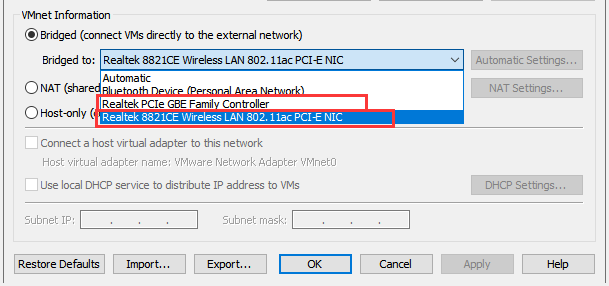 VMnet Information
Bridged (connect VMs directly to the external network)
Bridged to: Realtek 8821CE Wireless LAN 802.11ac PCI-E NIC Automatic Settings...
Automatic
Bluetooth Device (Personal Area Network)
NAT (shared NAT Settings...
Realtek PCIe GBE Family Controller
Host-only ( Realtek 8821CE Wireless LAN 802.11ac PCI-E NIC
Connect a host virtual adapter to this network
Host virtual adapter name: VMware Network Adapter VMnet0
Use local DHCP service to distribute IP address to VMs DHCP Settings...
Subnet IP: . . . Subnet mask: . . .
Restore Defaults Import... Export... OK Cancel Apply Help